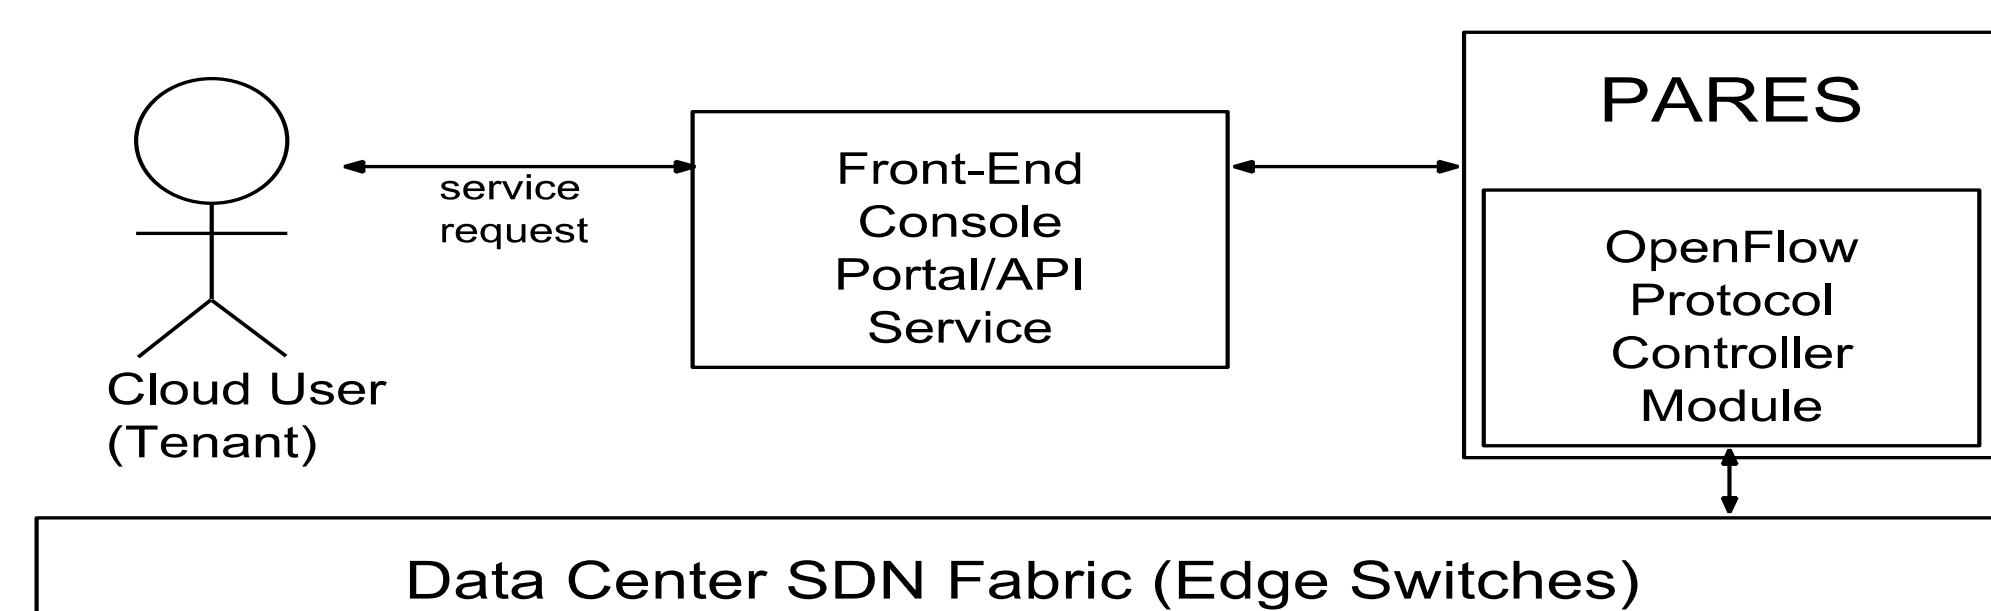 PARES
service
request
Front-End
Console
Portal/API
Service
OpenFlow
Protocol
Controller
Module
Cloud User
(Tenant)
Data Center SDN Fabric (Edge Switches)